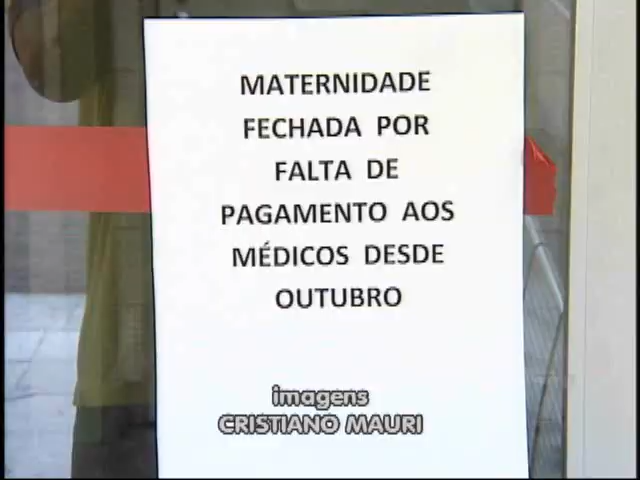 MATERNIDADE
FECHADA POR
FALTA DE
PAGAMENTO AOS
MÉDICOS DESDE
OUTUBRO
imagens
CRISTIANO MAURI